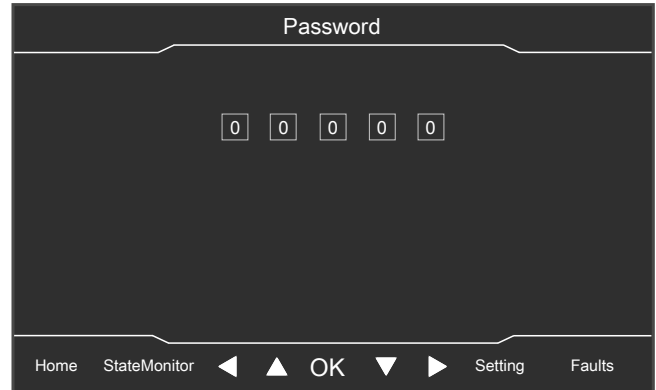 Password
0 0 0 0 0
Home StateMonitor ◀ ▲ OK ▼ ▶ Setting Faults